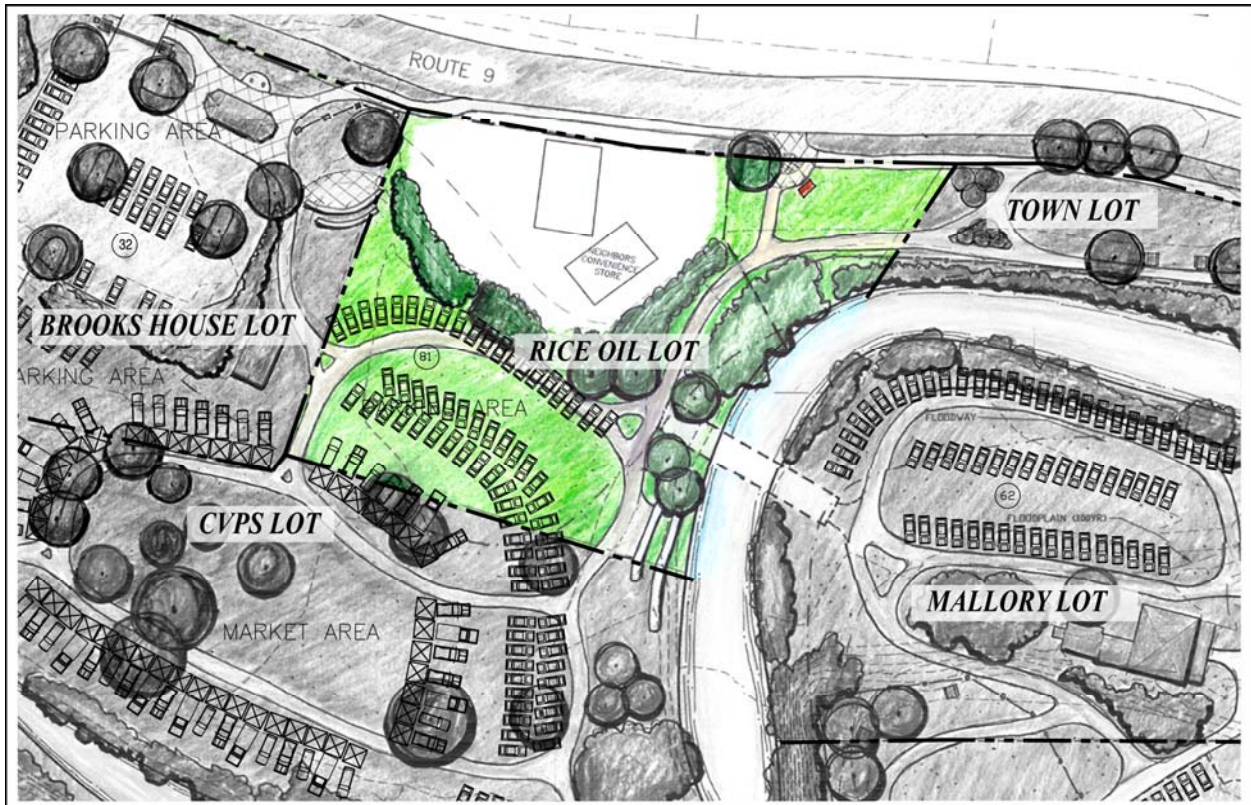 ROUTE 9
PARKING AREA
TOWN LOT
NEIGHBORS
CONVENIENCE
STORE
32
BROOKS HOUSE LOT
RICE OIL LOT
81
ARKING AREA
AREA
FLOODWAY
62
FLOODPLAIN (100YR)
CVPS LOT
MALLORY LOT
MARKET AREA